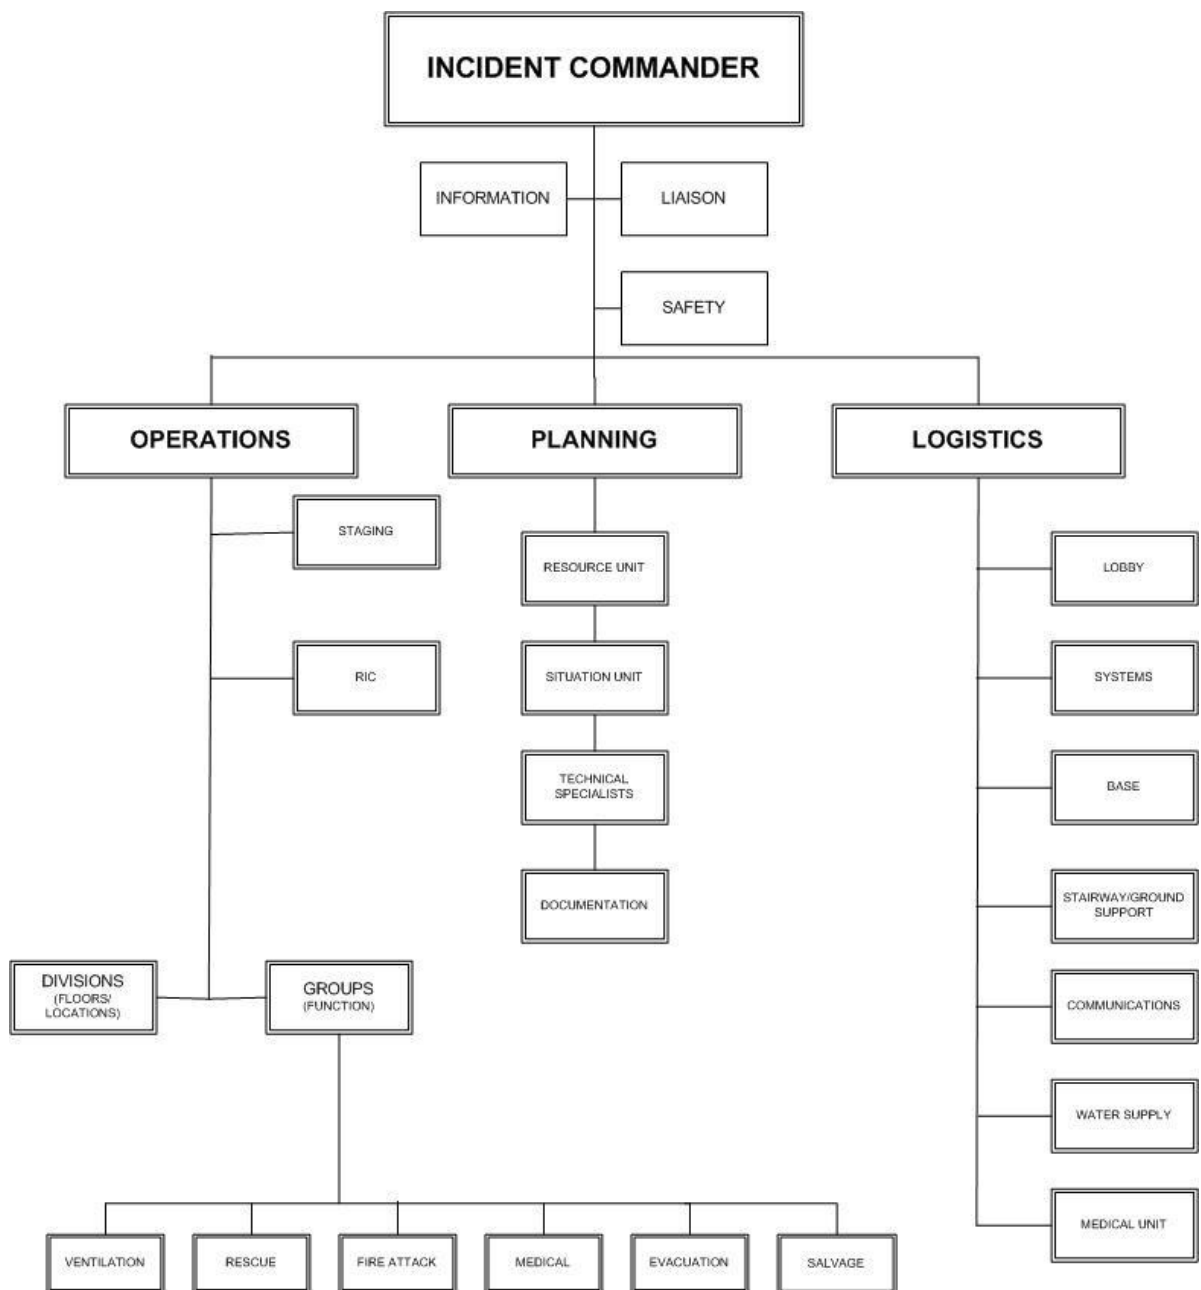 INCIDENT COMMANDER
INFORMATION
LIAISON
SAFETY
OPERATIONS
PLANNING
LOGISTICS
STAGING
RESOURCE UNIT
LOBBY
RIC
SITUATION UNIT
SYSTEMS
TECHNICAL
SPECIALISTS
BASE
DOCUMENTATION
STAIRWAY/GROUND
SUPPORT
DIVISIONS
(FLOORS/
LOCATIONS)
GROUPS
(FUNCTION)
COMMUNICATIONS
WATER SUPPLY
MEDICAL UNIT
VENTILATION
RESCUE
FIRE ATTACK
MEDICAL
EVACUATION
SALVAGE